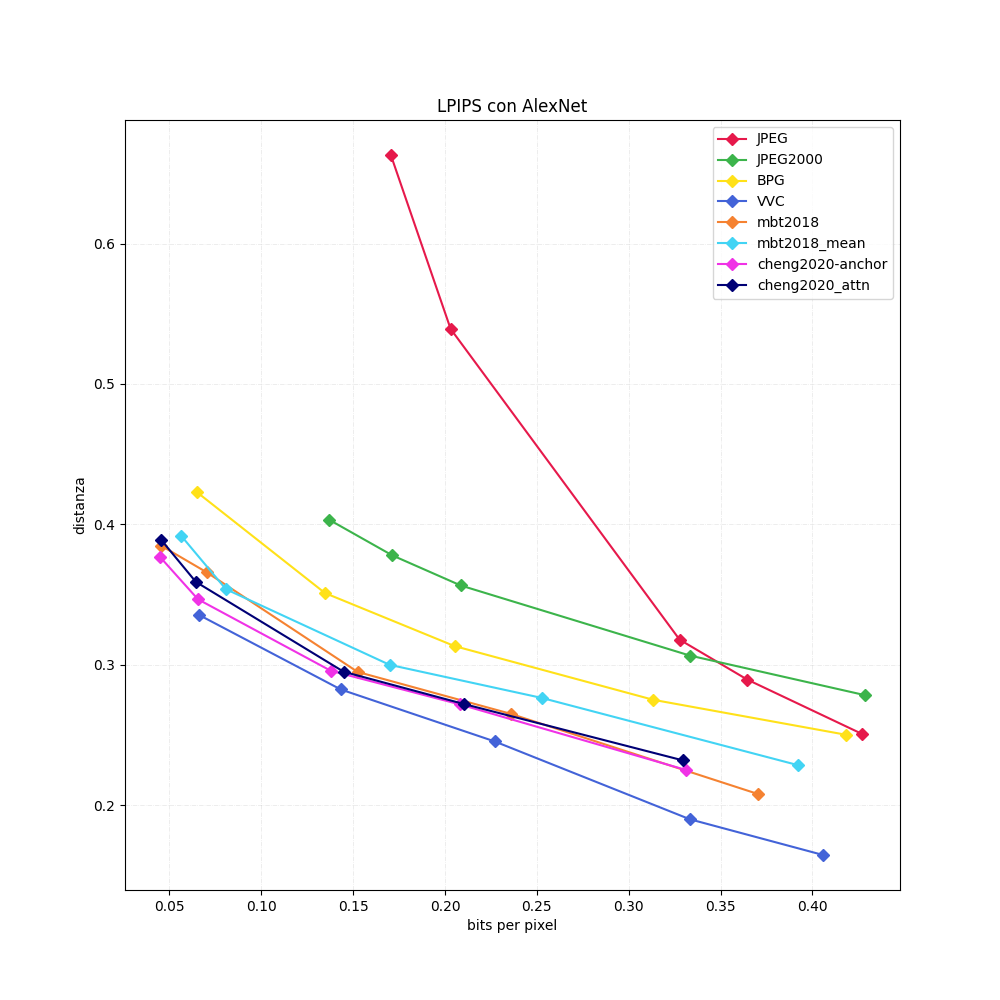 LPIPS con AlexNet
JPEG
JPEG2000
BPG
VVC
mbt2018
mbt2018_mean
cheng2020-anchor
cheng2020_attn
0.6
0.5
0.4
0.3
0.2
distanza
0.05 0.10 0.15 0.20 0.25 0.30 0.35 0.40
bits per pixel